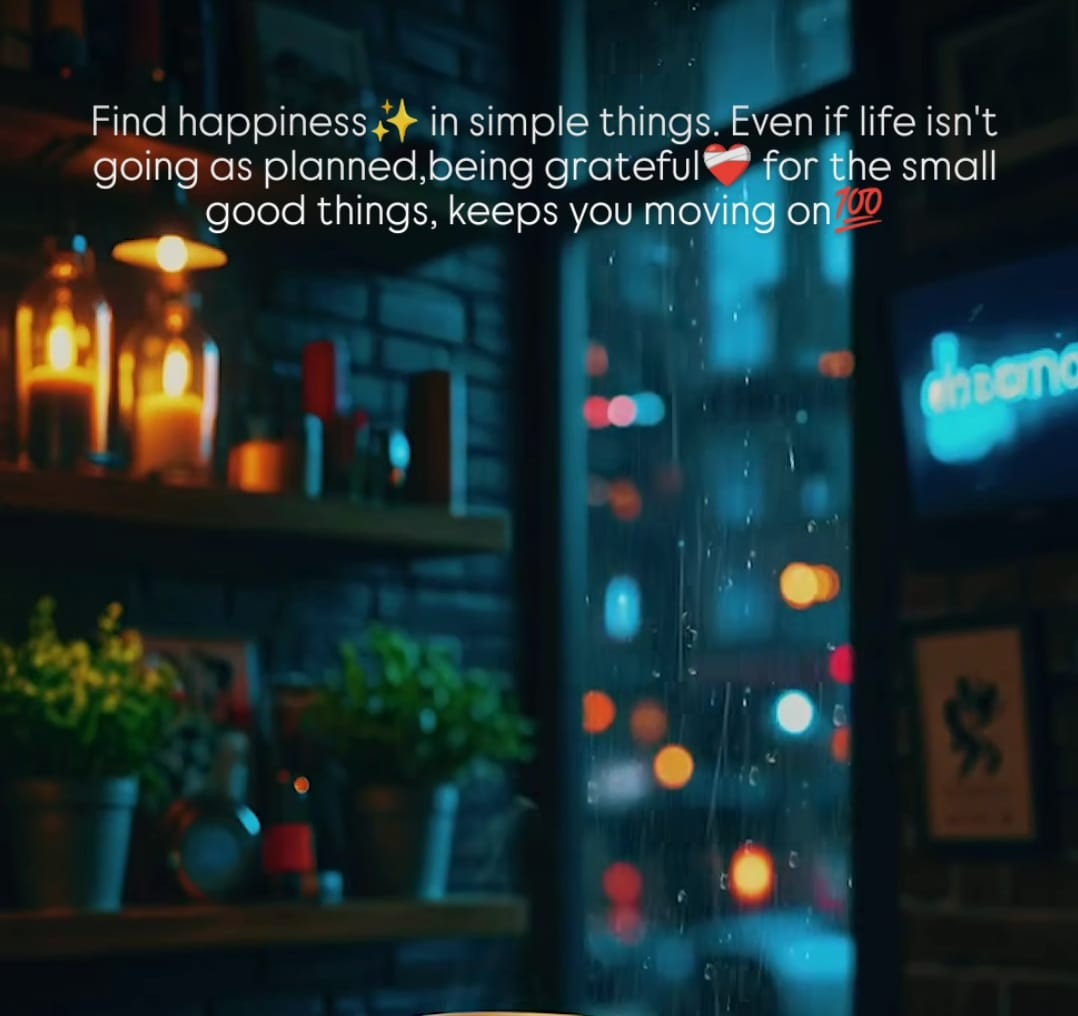 Find happiness✨ in simple things. Even if life isn't
going as planned,being grateful❤️‍🩹 for the small
good things, keeps you moving on💯